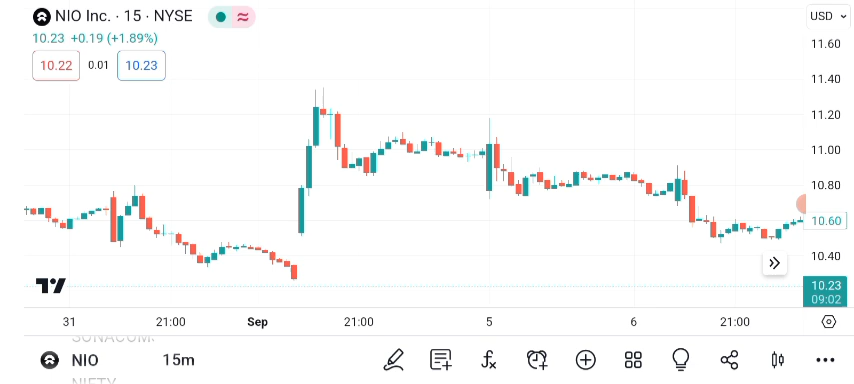 NIO Inc. · 15 · NYSE
USD
10.23 +0.19 (+1.89%)
10.22 0.01 10.23
11.60
11.40
11.20
11.00
10.80
10.60
10.40
10.23
09:02
31 21:00 Sep 21:00 5 6 21:00
NIO 15m